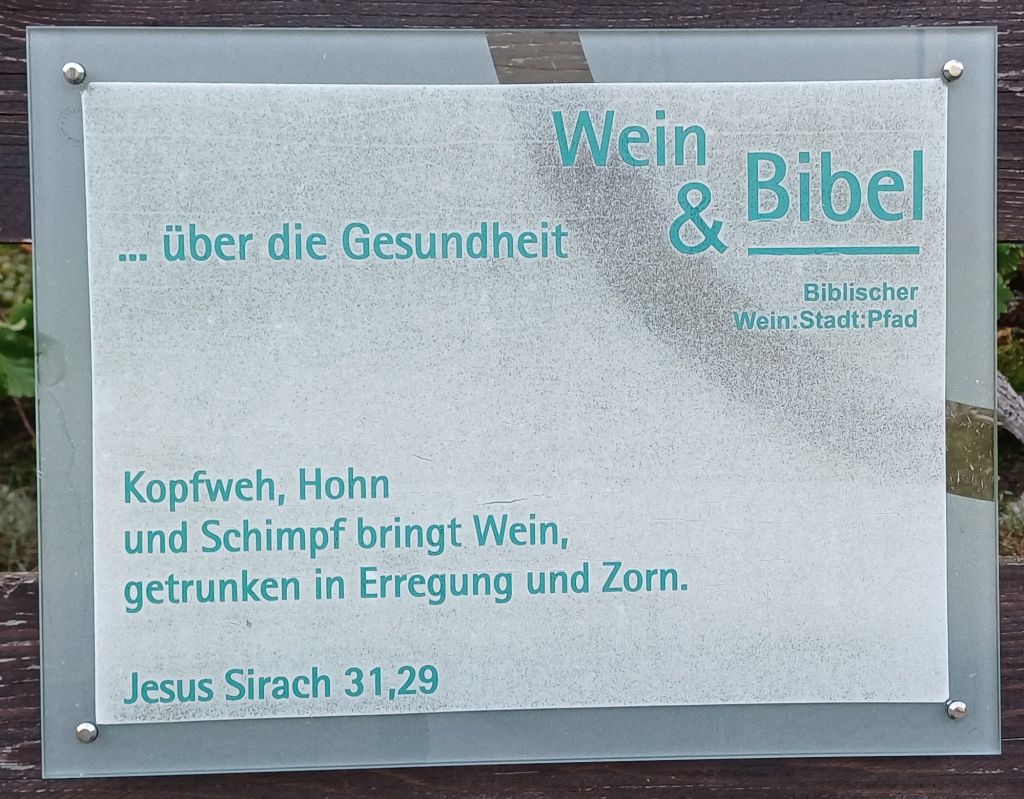 Wein
& Bibel
... über die Gesundheit
Biblischer
Wein:Stadt:Pfad
Kopfweh, Hohn
und Schimpf bringt Wein,
getrunken in Erregung und Zorn.
Jesus Sirach 31,29